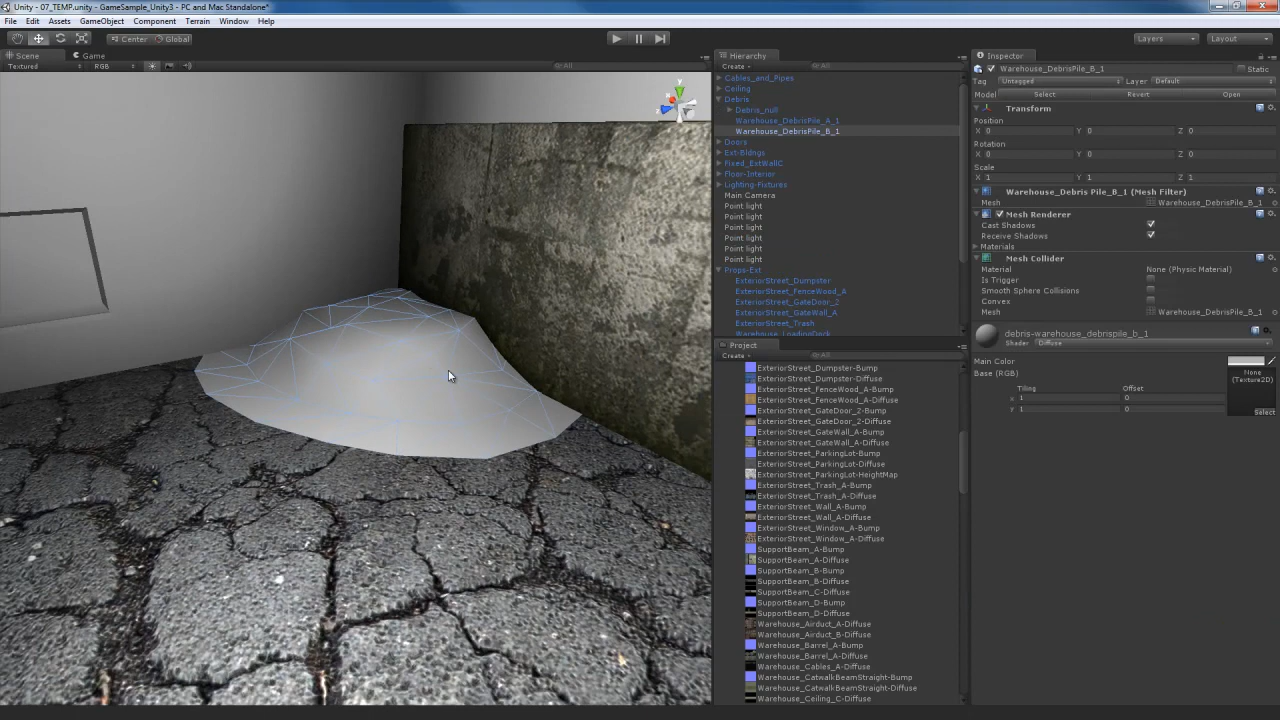 Unity - 07_TEMP.unity - GameSample_Unity3 - PC and Mac Standalone*
File Edit Assets GameObject Component Terrain Window Help
Center Global Layers Layout
Scene Game
Textured RGB All
y
x
z
Hierarchy
Create All
Cables_and_Pipes
Ceiling
Debris
Debris_null
Warehouse_DebrisPile_A_1
Warehouse_DebrisPile_B_1
Doors
Ext-Bldngs
Fixed_ExtWallC
Floor-Interior
Lighting-Fixtures
Main Camera
Point light
Point light
Point light
Point light
Point light
Point light
Props-Ext
ExteriorStreet_Dumpster
ExteriorStreet_FenceWood_A
ExteriorStreet_GateDoor_2
ExteriorStreet_GateWall_A
ExteriorStreet_Trash
Warehouse_LoadingDock
Project
Create All
ExteriorStreet_Dumpster-Bump
ExteriorStreet_Dumpster-Diffuse
ExteriorStreet_FenceWood_A-Bump
ExteriorStreet_FenceWood_A-Diffuse
ExteriorStreet_GateDoor_2-Bump
ExteriorStreet_GateDoor_2-Diffuse
ExteriorStreet_GateWall_A-Bump
ExteriorStreet_GateWall_A-Diffuse
ExteriorStreet_ParkingLot-Bump
ExteriorStreet_ParkingLot-Diffuse
ExteriorStreet_ParkingLot-HeightMap
ExteriorStreet_Trash_A-Bump
ExteriorStreet_Trash_A-Diffuse
ExteriorStreet_Wall_A-Bump
ExteriorStreet_Wall_A-Diffuse
ExteriorStreet_Window_A-Bump
ExteriorStreet_Window_A-Diffuse
SupportBeam_A-Bump
SupportBeam_A-Diffuse
SupportBeam_B-Bump
SupportBeam_B-Diffuse
SupportBeam_C-Diffuse
SupportBeam_D-Bump
SupportBeam_D-Diffuse
Warehouse_Airduct_A-Diffuse
Warehouse_Airduct_B-Diffuse
Warehouse_Barrel_A-Bump
Warehouse_Barrel_A-Diffuse
Warehouse_Cables_A-Diffuse
Warehouse_CatwalkBeamStraight-Bump
Warehouse_CatwalkBeamStraight-Diffuse
Warehouse_Ceiling_C-Diffuse
Inspector
Warehouse_DebrisPile_B_1 Static
Tag Untagged Layer Default
Model Select Revert Open
Transform
Position
X 0 Y 0 Z 0
Rotation
X 0 Y 0 Z 0
Scale
X 1 Y 1 Z 1
Warehouse_Debris Pile_B_1 (Mesh Filter)
Mesh Warehouse_DebrisPile_B_1
Mesh Renderer
Cast Shadows
Receive Shadows
Materials
Mesh Collider
Material None (Physic Material)
Is Trigger
Smooth Sphere Collisions
Convex
Mesh Warehouse_DebrisPile_B_1
debris-warehouse_debrispile_b_1
Shader Diffuse
Main Color
Base (RGB)
None
(Texture2D)
Tiling Offset
x 1 0
y 1 0
Select